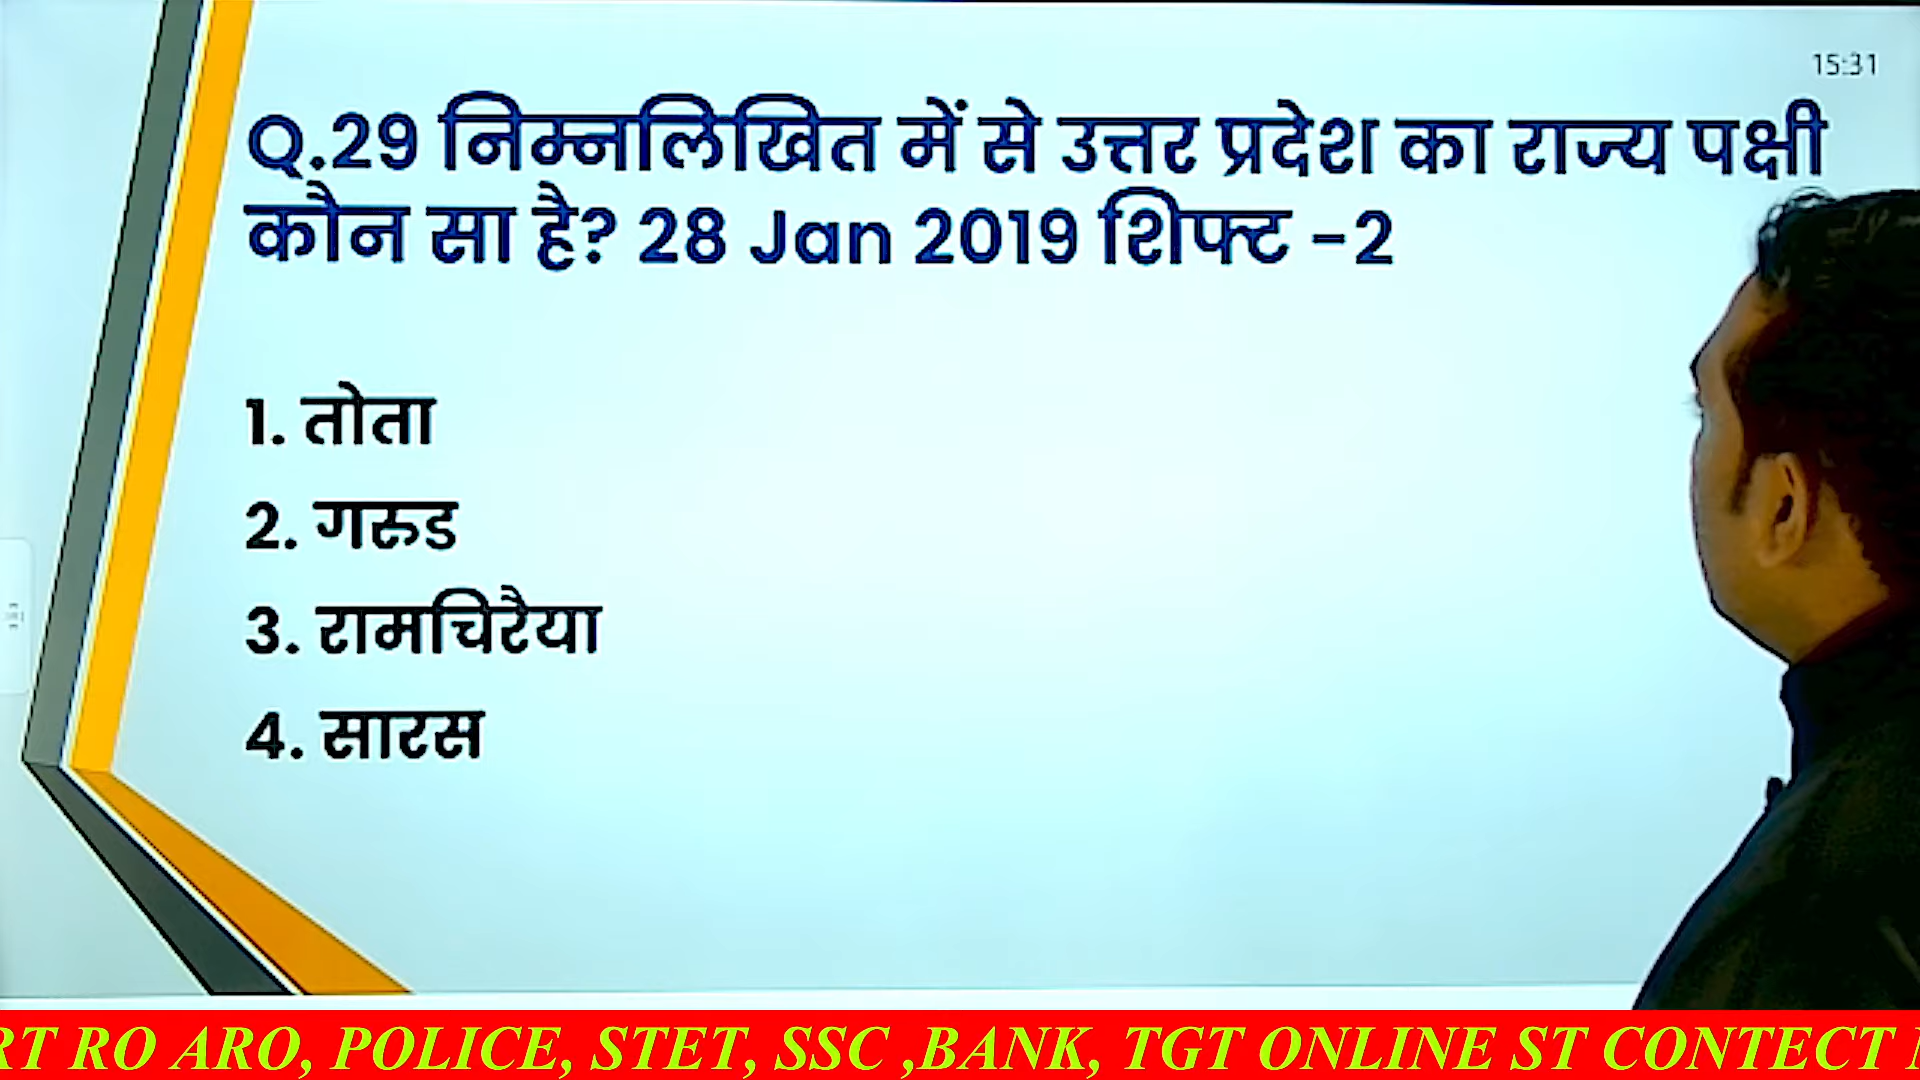 15:31
Q.29 निम्नलिखित में से उत्तर प्रदेश का राज्य पक्षी
कौन सा है? 28 Jan 2019 शिफ्ट -2
1. तोता
2. गरुड
3. रामचिरैया
4. सारस
RT RO ARO, POLICE, STET, SSC ,BANK, TGT ONLINE ST CONTECT